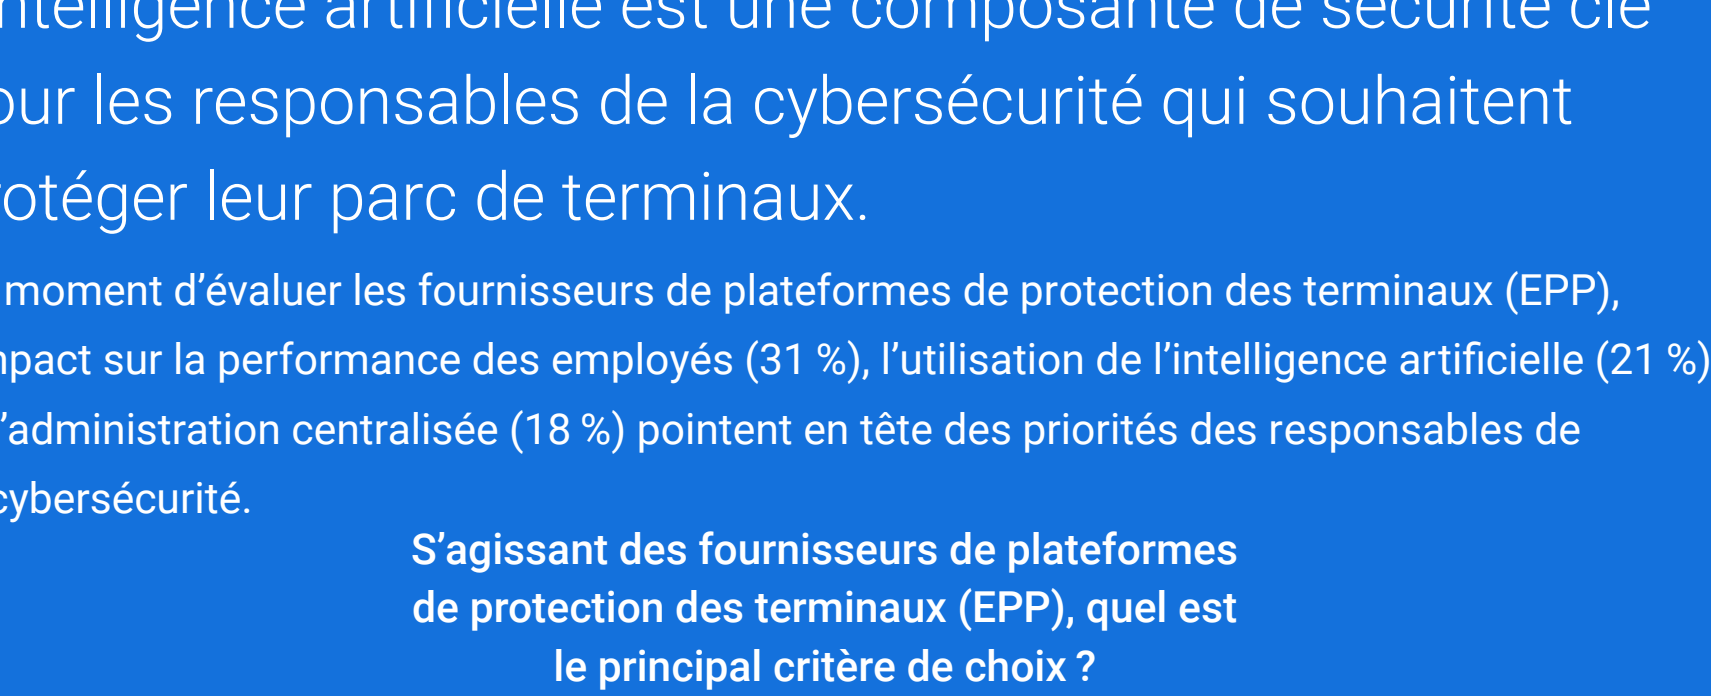 ntelligence artificielle est une composante de sécurité clé
our les responsables de la cybersécurité qui souhaitent
otéger leur parc de terminaux.
moment d’évaluer les fournisseurs de plateformes de protection des terminaux (EPP),
mpact sur la performance des employés (31 %), l’utilisation de l’intelligence artificielle (21 %)
’administration centralisée (18 %) pointent en tête des priorités des responsables de
cybersécurité.
S’agissant des fournisseurs de plateformes
de protection des terminaux (EPP), quel est
le principal critère de choix ?